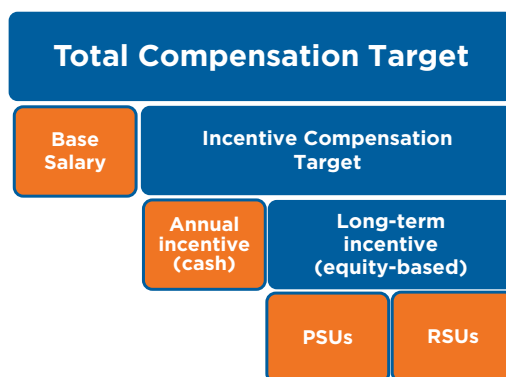 Total Compensation Target
Base
Salary
Incentive Compensation
Target
Annual
incentive
(cash)
Long-term
incentive
(equity-based)
PSUs
RSUs